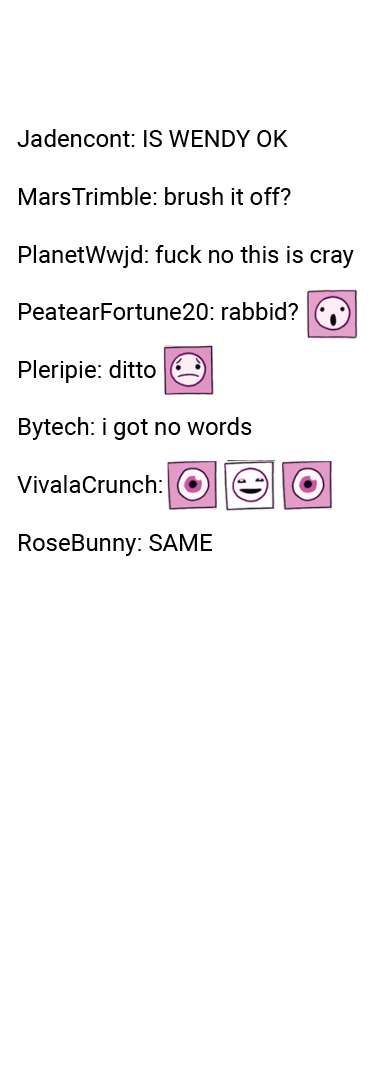 Jadencont: IS WENDY OK
MarsTrimble: brush it off?
PlanetWwjd: fuck no this is cray
PeatearFortune20: rabbid?
Pleripie: ditto
Bytech: i got no words
VivalaCrunch:
RoseBunny: SAME